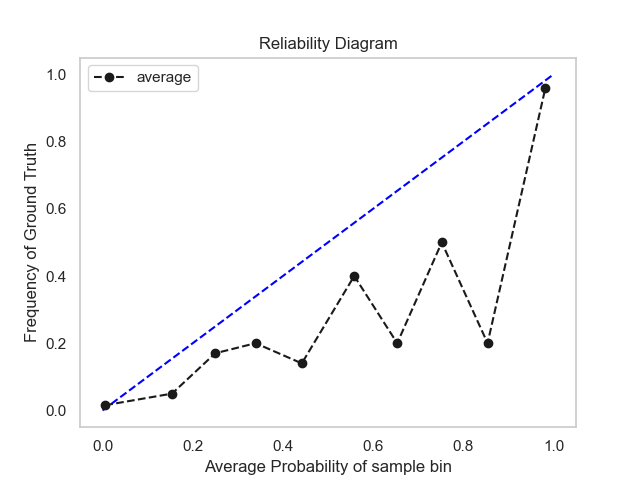 Reliability Diagram
average
Frequency of Ground Truth
1.0
0.8
0.6
0.4
0.2
0.0
0.0 0.2 0.4 0.6 0.8 1.0
Average Probability of sample bin